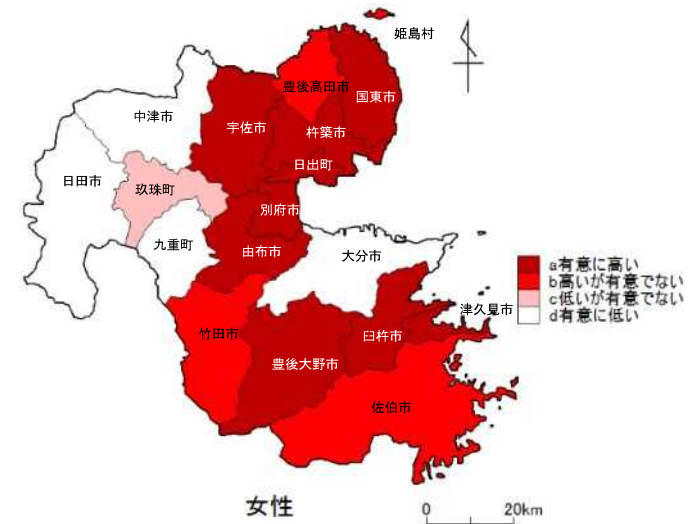 姫島村
豊後高田市
国東市
中津市
宇佐市
杵築市
日出町
日田市
玖珠町
別府市
九重町
由布市
大分市
a有意に高い
b高いが有意でない
c低いが有意でない
d有意に低い
津久見市
竹田市
臼杵市
豊後大野市
佐伯市
女性
0 20km